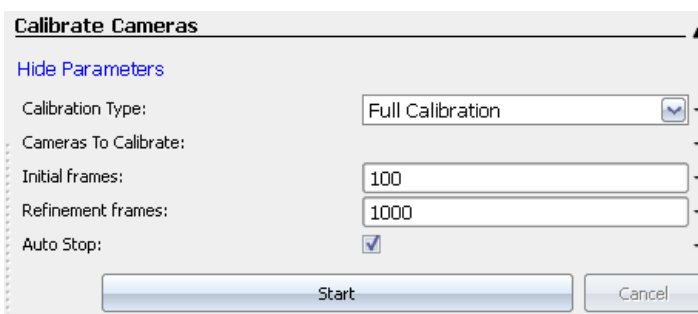 Calibrate Cameras
Hide Parameters
Calibration Type: Full Calibration
Cameras To Calibrate:
Initial frames: 100
Refinement frames: 1000
Auto Stop:
Start Cancel